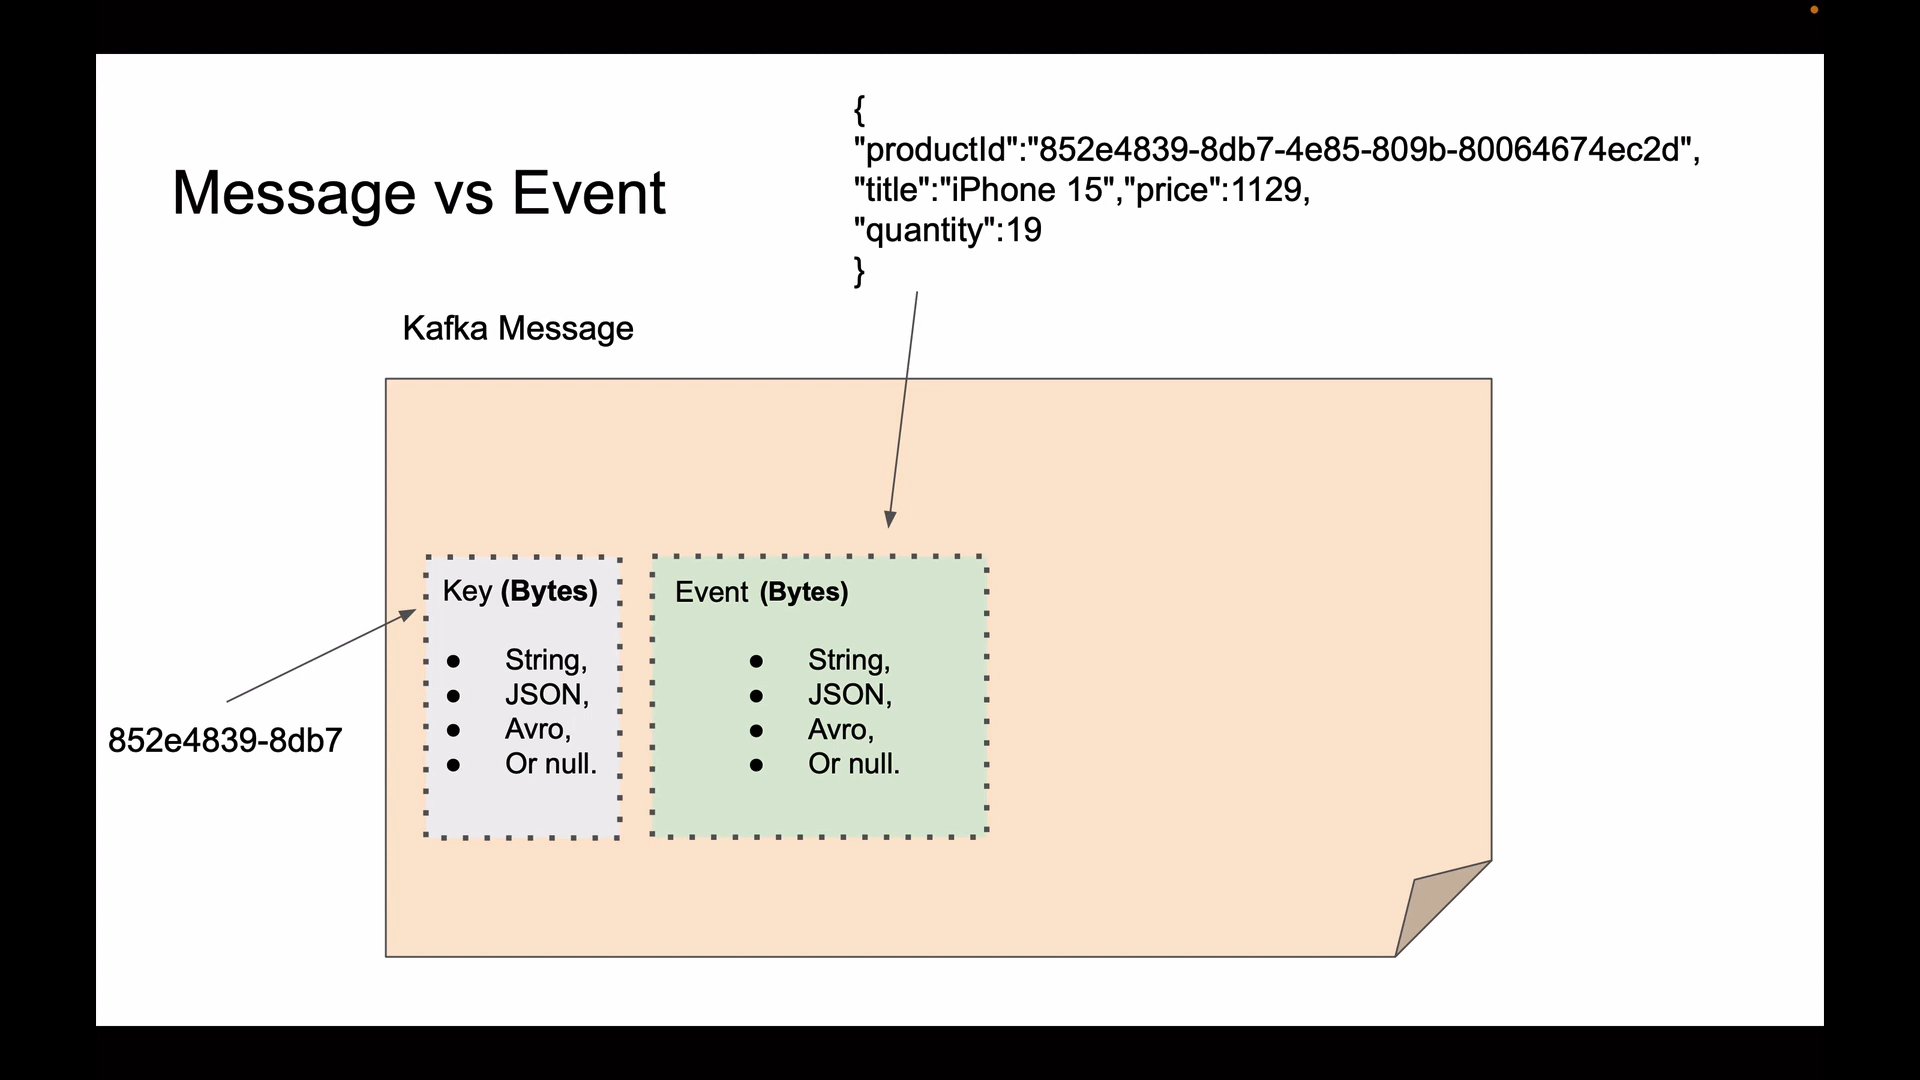 {
"productId":"852e4839-8db7-4e85-809b-80064674ec2d",
Message vs Event
"title":"iPhone 15","price":1129,
"quantity":19
}
Kafka Message
Key (Bytes)
● String,
● JSON,
● Avro,
● Or null.
Event (Bytes)
● String,
● JSON,
● Avro,
● Or null.
852e4839-8db7